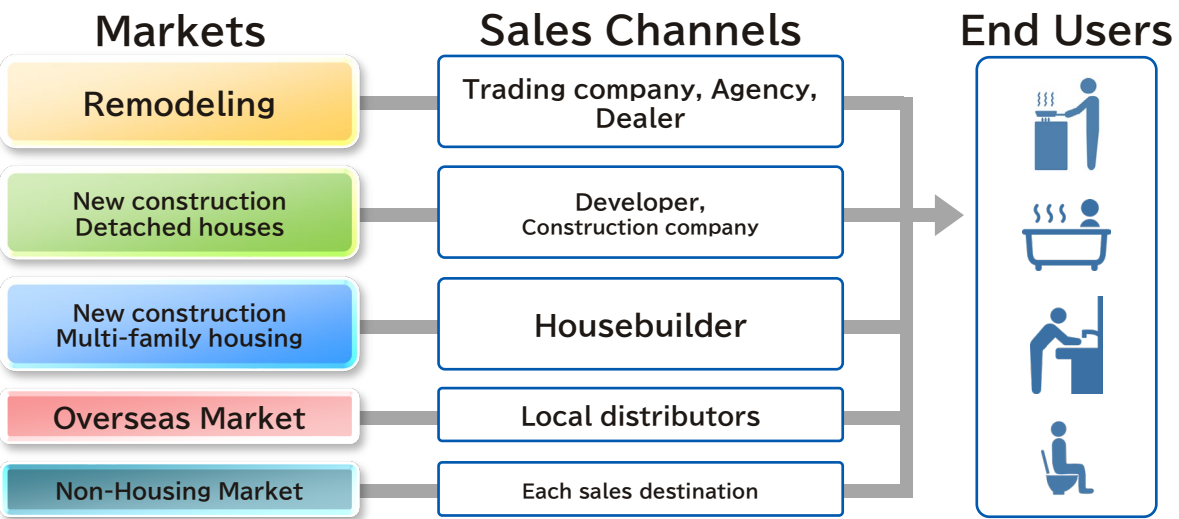 Markets
Sales Channels
End Users
Remodeling
Trading company, Agency,
Dealer
New construction
Detached houses
Developer,
Construction company
New construction
Multi-family housing
Housebuilder
Overseas Market
Local distributors
Non-Housing Market
Each sales destination